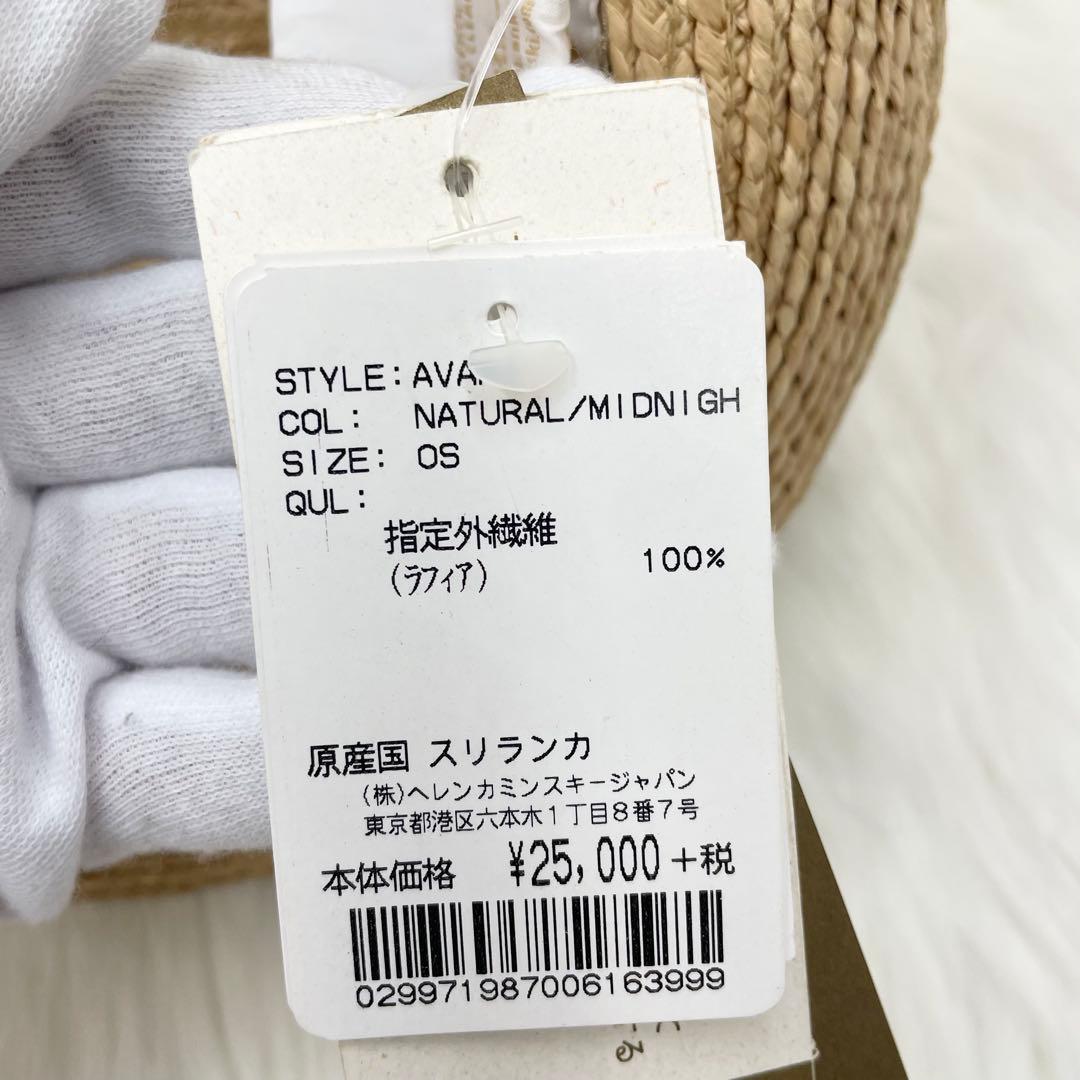 STYLE:
COL: NATURAL/MIDNIGH
SIZE: OS
QUL:
指定外繊維
(ラフィア) 100%
原産国 スリランカ
(株)ヘレンカミンスキージャパン
東京都港区六本木1丁目8番7号
本体価格 ¥25,000+税
029971987006163999